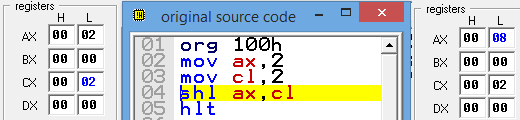 registers
H L
AX 00 02
BX 00 00
CX 00 02
DX 00 00
original source code
01 org 100h
02 mov ax,2
03 mov cl,2
04 shl ax,cl
05 hlt
registers
H L
AX 00 08
BX 00 00
CX 00 02
DX 00 00